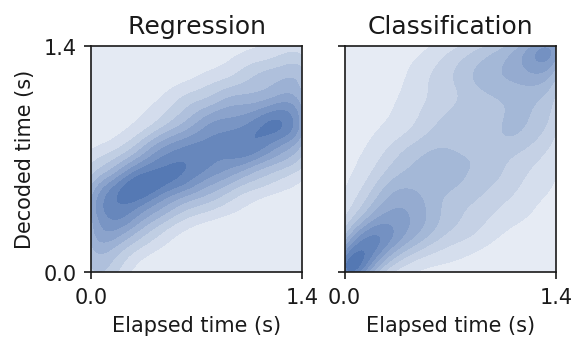 Regression
Classification
1.4
Decoded time (s)
0.0
0.0
1.4
0.0
1.4
Elapsed time (s)
Elapsed time (s)